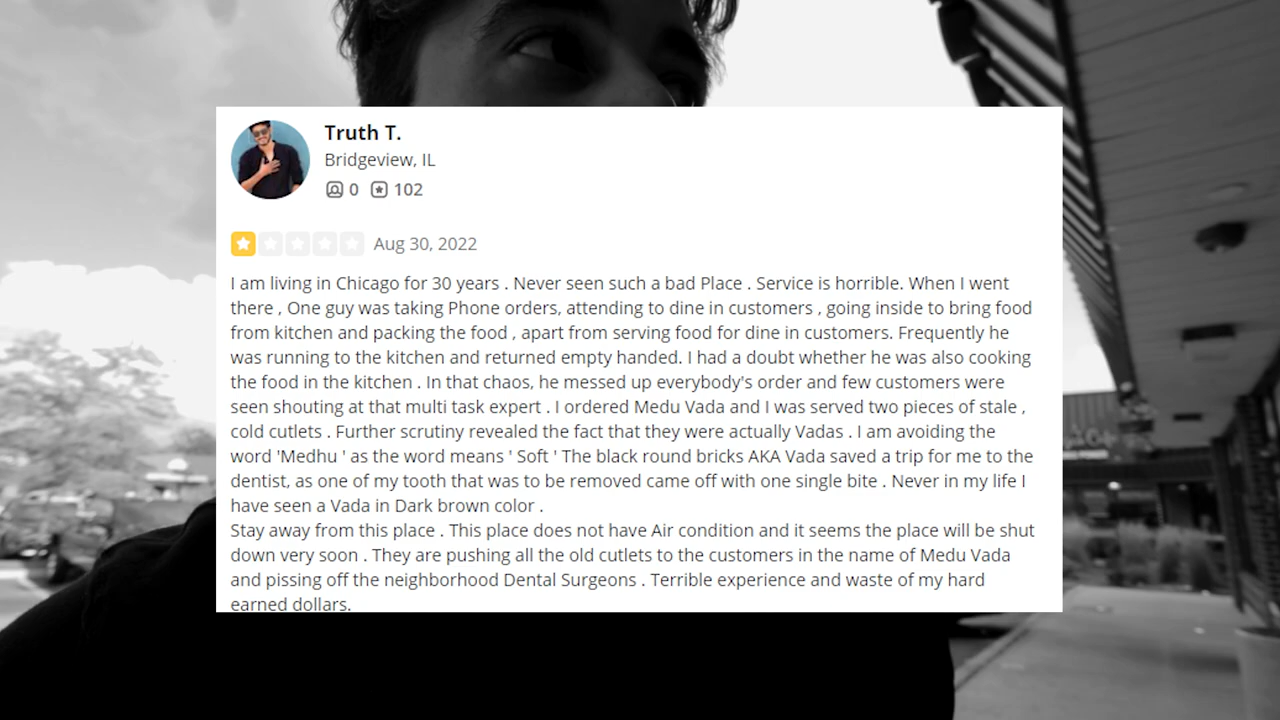 Truth T.
Bridgeview, IL
0 102
Aug 30, 2022
I am living in Chicago for 30 years . Never seen such a bad Place . Service is horrible. When I went
there , One guy was taking Phone orders, attending to dine in customers , going inside to bring food
from kitchen and packing the food , apart from serving food for dine in customers. Frequently he
was running to the kitchen and returned empty handed. I had a doubt whether he was also cooking
the food in the kitchen . In that chaos, he messed up everybody's order and few customers were
seen shouting at that multi task expert . I ordered Medu Vada and I was served two pieces of stale ,
cold cutlets . Further scrutiny revealed the fact that they were actually Vadas . I am avoiding the
word 'Medhu ' as the word means ' Soft ' The black round bricks AKA Vada saved a trip for me to the
dentist, as one of my tooth that was to be removed came off with one single bite . Never in my life I
have seen a Vada in Dark brown color .
Stay away from this place . This place does not have Air condition and it seems the place will be shut
down very soon . They are pushing all the old cutlets to the customers in the name of Medu Vada
and pissing off the neighborhood Dental Surgeons . Terrible experience and waste of my hard
earned dollars.